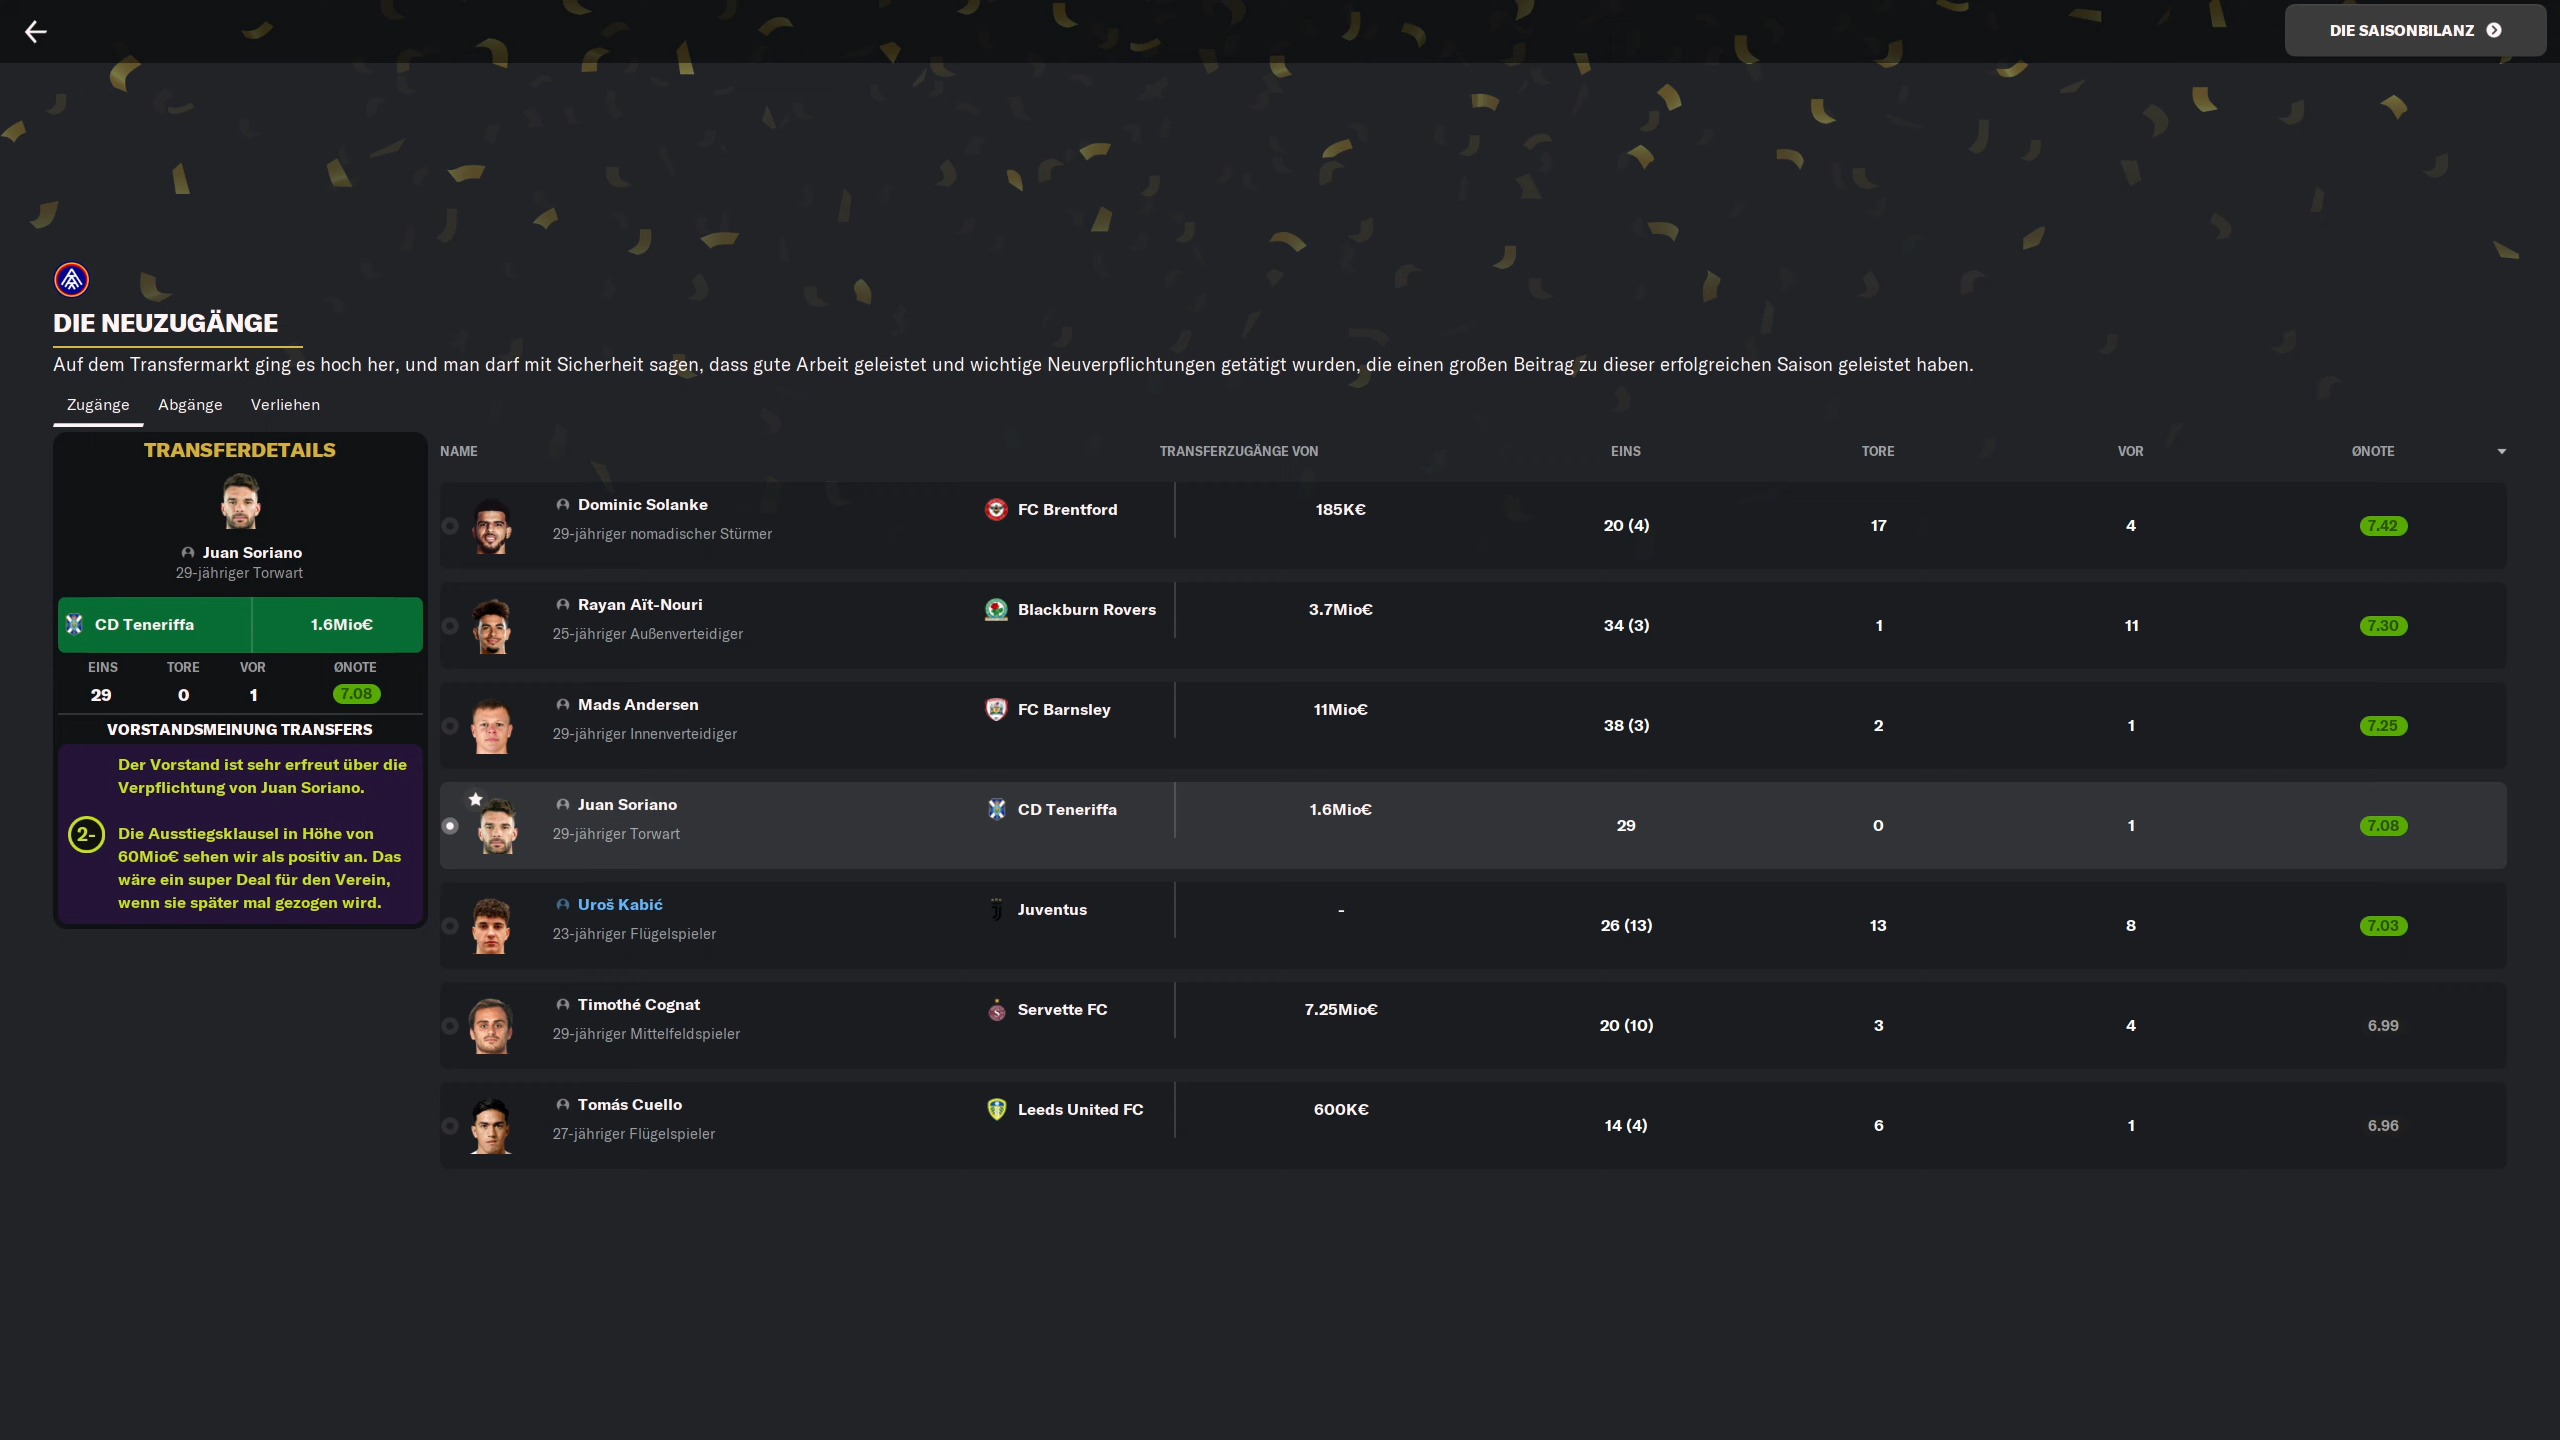 DIE SAISONBILANZ
DIE NEUZUGÄNGE
Auf dem Transfermarkt ging es hoch her, und man darf mit Sicherheit sagen, dass gute Arbeit geleistet und wichtige Neuverpflichtungen getätigt wurden, die einen großen Beitrag zu dieser erfolgreichen Saison geleistet haben.
Zugänge Abgänge Verliehen
TRANSFERDETAILS
Juan Soriano
29-jähriger Torwart
CD Teneriffa 1.6Mio€
EINS TORE VOR ØNOTE
29 0 1 7.08
VORSTANDSMEINUNG TRANSFERS
Der Vorstand ist sehr erfreut über die
Verpflichtung von Juan Soriano.
2-
Die Ausstiegsklausel in Höhe von
60Mio€ sehen wir als positiv an. Das
wäre ein super Deal für den Verein,
wenn sie später mal gezogen wird.
NAME TRANSFERZUGÄNGE VON EINS TORE VOR ØNOTE
Dominic Solanke FC Brentford 185K€ 20 (4) 17 4 7.42
29-jähriger nomadischer Stürmer
Rayan Aït-Nouri Blackburn Rovers 3.7Mio€ 34 (3) 1 11 7.30
25-jähriger Außenverteidiger
Mads Andersen FC Barnsley 11Mio€ 38 (3) 2 1 7.25
29-jähriger Innenverteidiger
Juan Soriano CD Teneriffa 1.6Mio€ 29 0 1 7.08
29-jähriger Torwart
Uroš Kabić Juventus - 26 (13) 13 8 7.03
23-jähriger Flügelspieler
Timothé Cognat Servette FC 7.25Mio€ 20 (10) 3 4 6.99
29-jähriger Mittelfeldspieler
Tomás Cuello Leeds United FC 600K€ 14 (4) 6 1 6.96
27-jähriger Flügelspieler